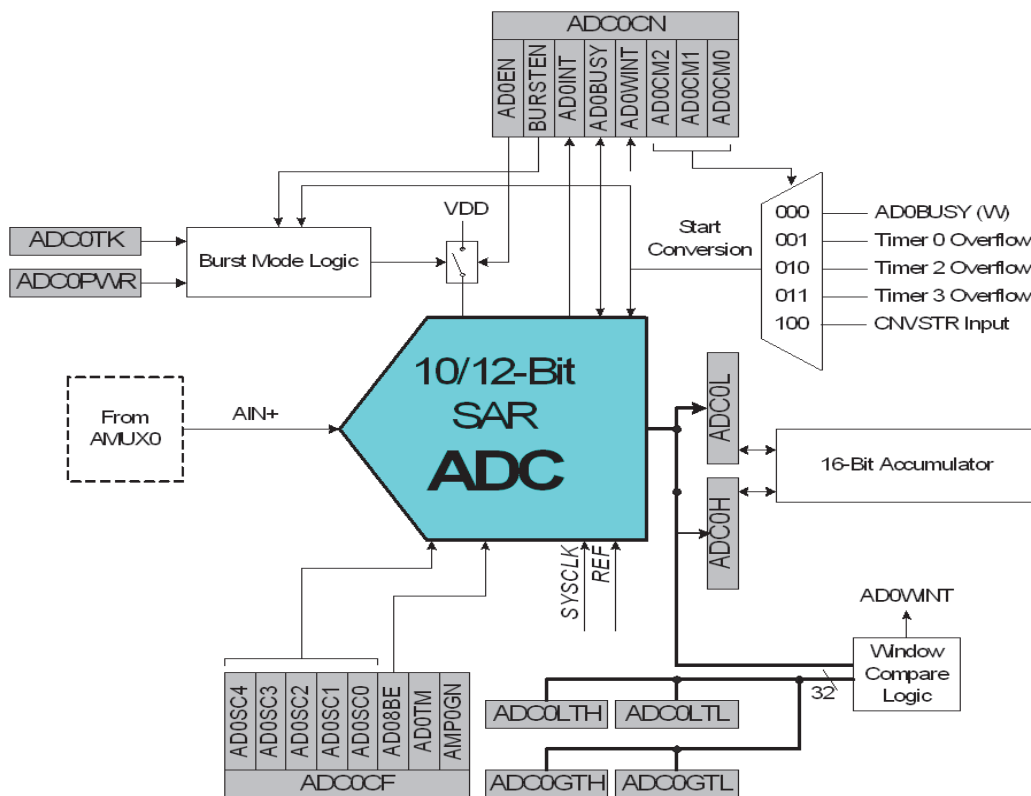 ADC0CN
AD0EN
BURSTEN
AD0INT
AD0BUSY
AD0WINT
AD0CM2
AD0CM1
AD0CM0
VDD
Start
Conversion
000
AD0BUSY (W)
001
Timer 0 Overflow
010
Timer 2 Overflow
011
Timer 3 Overflow
100
CNVSTR Input
ADC0TK
ADC0PWR
Burst Mode Logic
From
AMUX0
AIN+
10/12-Bit
SAR
ADC
ADC0L
ADC0H
16-Bit Accumulator
SYSCLK
REF
AD0WINT
Window
Compare
Logic
32
AD0SC4
AD0SC3
AD0SC2
AD0SC1
AD0SC0
AD08BE
AD0TM
AMP0GN
ADC0CF
ADC0LTH
ADC0LTL
ADC0GTH
ADC0GTL